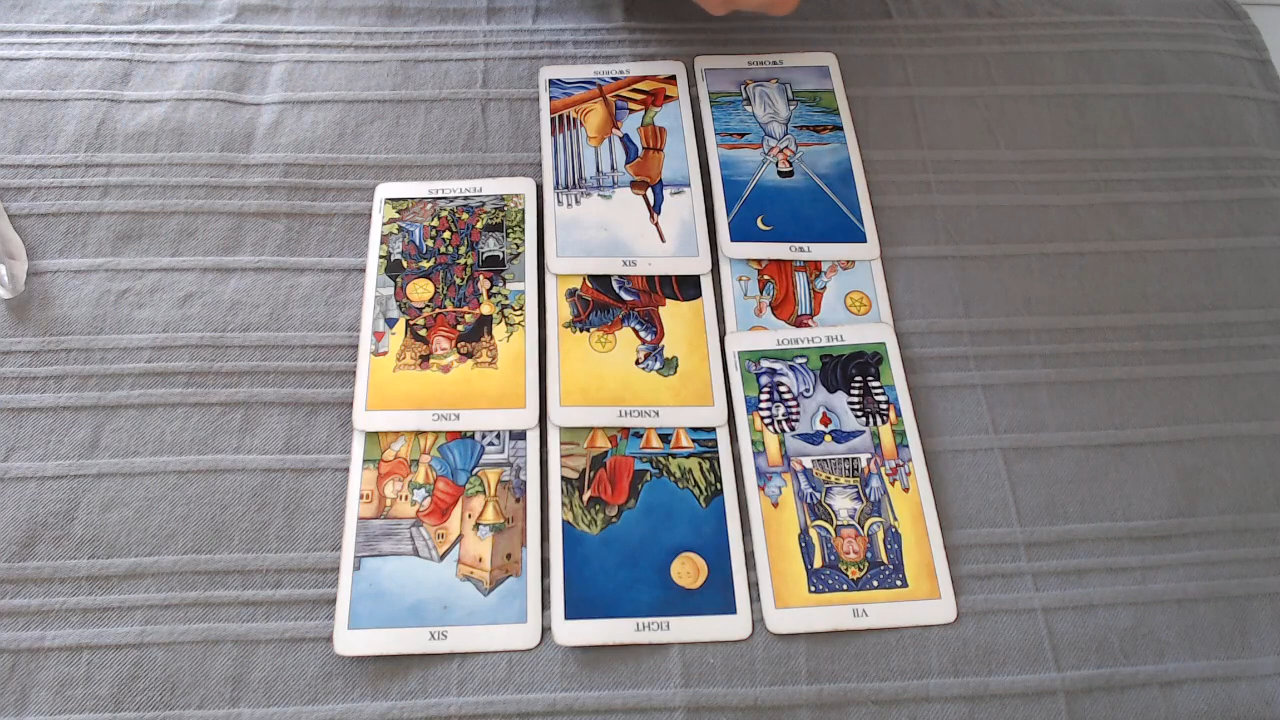 SWORDS
SWORDS
TWO
SIX
PENTACLES
THE CHARIOT
KING
KNIGHT
VII
EIGHT
SIX